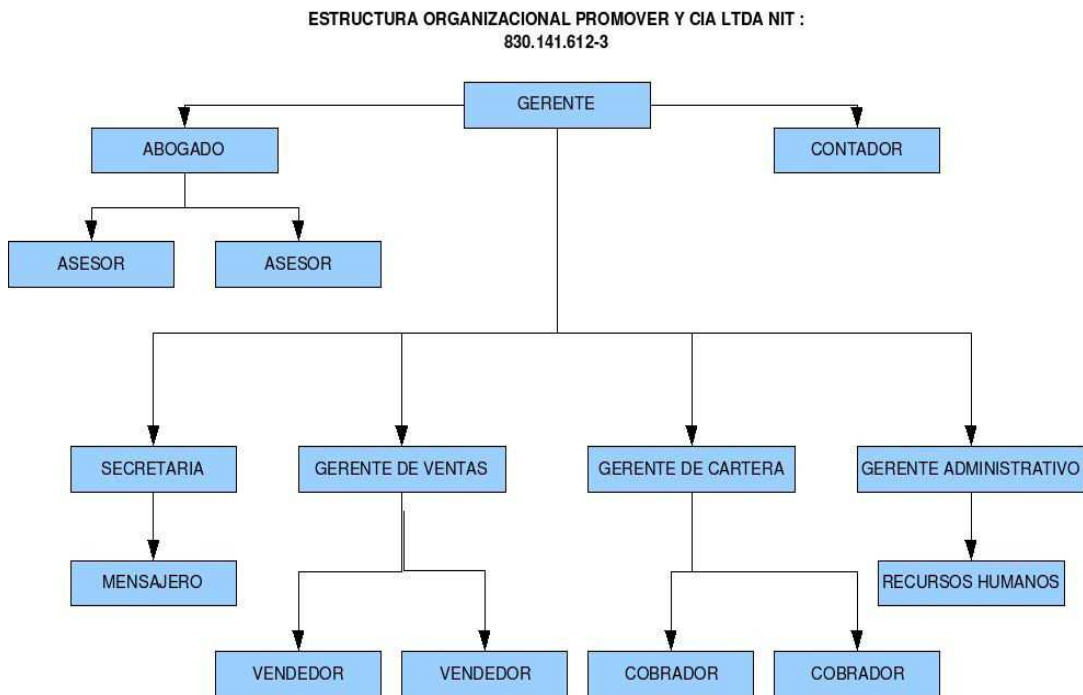 ESTRUCTURA ORGANIZACIONAL PROMOVER Y CIA LTDA NIT :
830.141.612-3
GERENTE
ABOGADO
CONTADOR
ASESOR
ASESOR
SECRETARIA
GERENTE DE VENTAS
GERENTE DE CARTERA
GERENTE ADMINISTRATIVO
MENSAJERO
RECURSOS HUMANOS
VENDEDOR
VENDEDOR
COBRADOR
COBRADOR